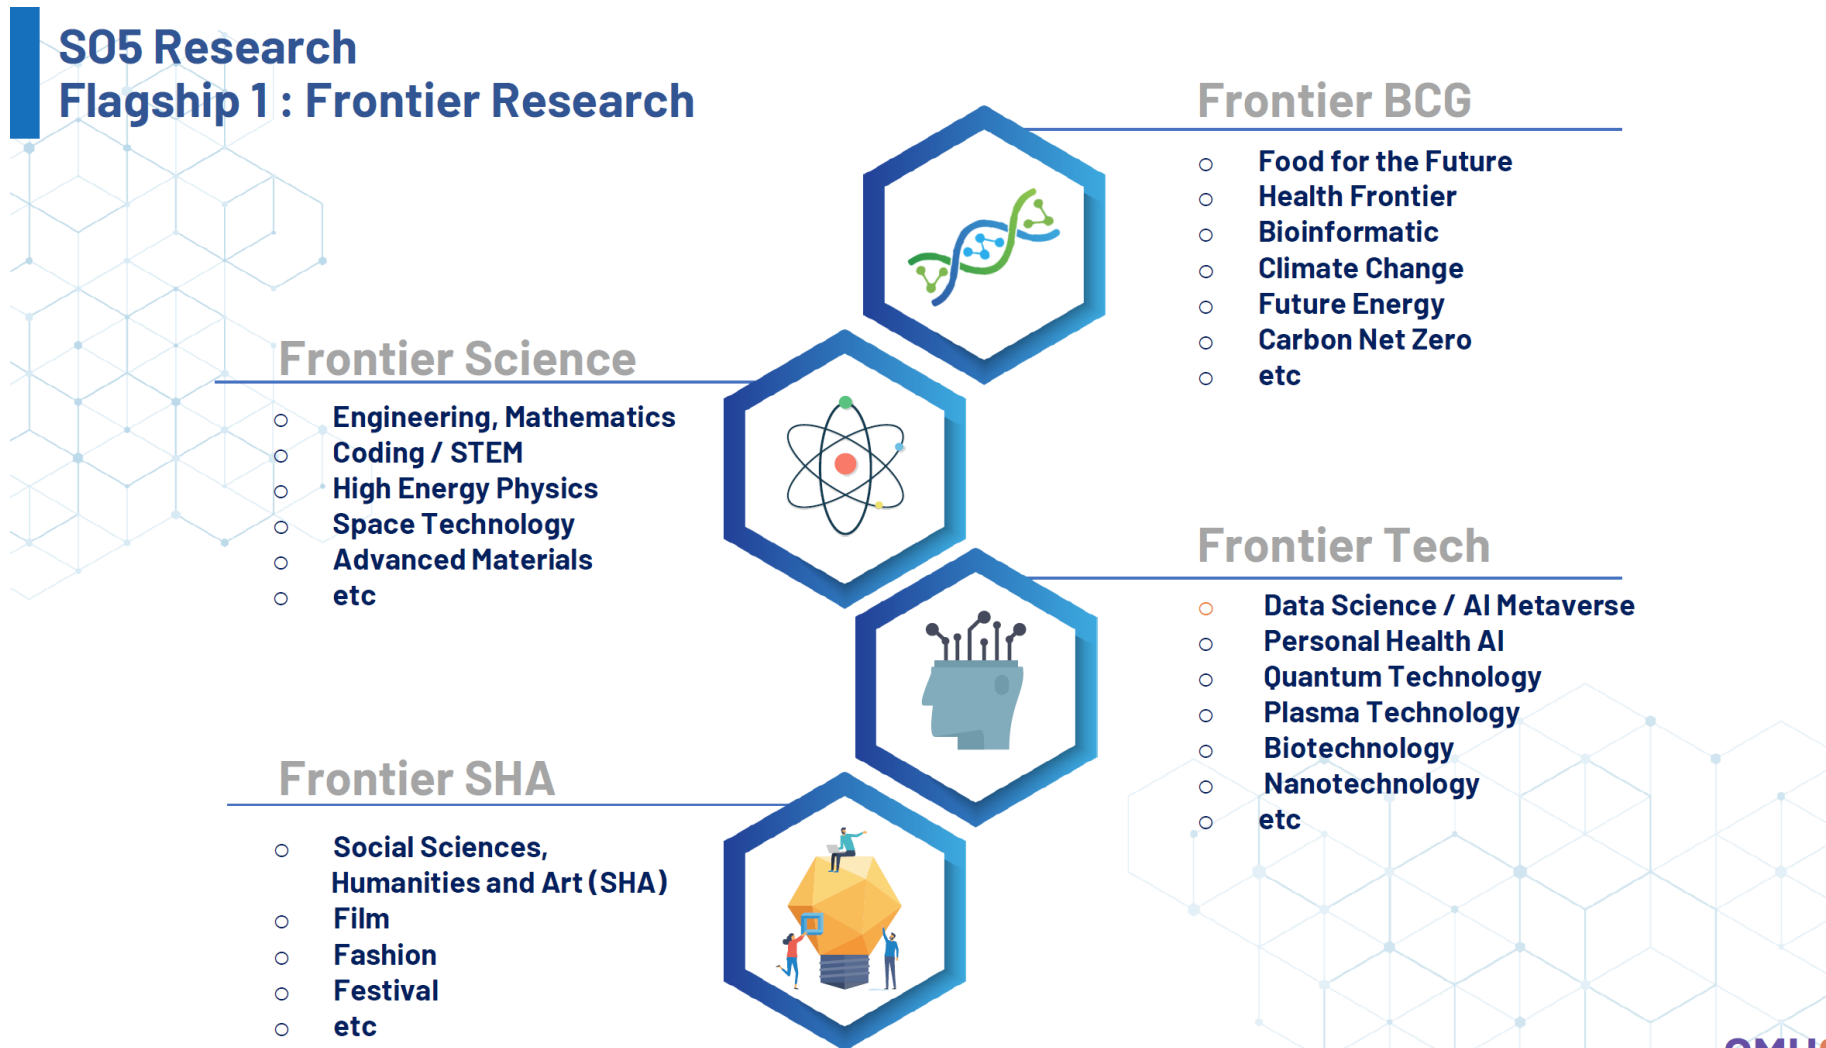 SO5 Research
Flagship 1 : Frontier Research
Frontier BCG
Food for the Future
Health Frontier
Bioinformatic
Climate Change
Future Energy
Carbon Net Zero
etc
Frontier Science
Engineering, Mathematics
Coding / STEM
High Energy Physics
Space Technology
Advanced Materials
etc
Frontier Tech
Data Science / AI Metaverse
Personal Health AI
Quantum Technology
Plasma Technology
Biotechnology
Nanotechnology
etc
Frontier SHA
Social Sciences,
Humanities and Art (SHA)
Film
Fashion
Festival
etc